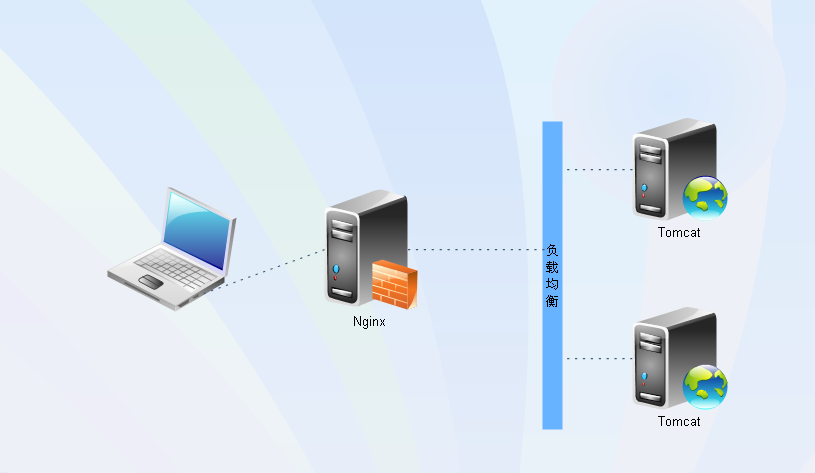 Nginx
负
载
均
衡
Tomcat
Tomcat